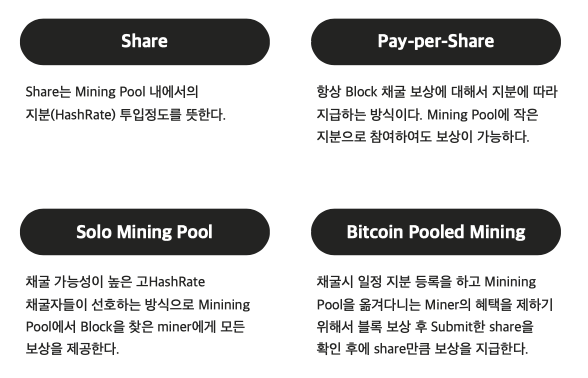 Share
Share는 Mining Pool 내에서의
지분(HashRate) 투입정도를 뜻한다.
Pay-per-Share
항상 Block 채굴 보상에 대해서 지분에 따라
지급하는 방식이다. Mining Pool에 작은
지분으로 참여하여도 보상이 가능하다.
Solo Mining Pool
채굴 가능성이 높은 고HashRate
채굴자들이 선호하는 방식으로 Minining
Pool에서 Block을 찾은 miner에게 모든
보상을 제공한다.
Bitcoin Pooled Mining
채굴시 일정 지분 등록을 하고 Minining
Pool을 옮겨다니는 Miner의 혜택을 제하기
위해서 블록 보상 후 Submit한 share을
확인 후에 share만큼 보상을 지급한다.